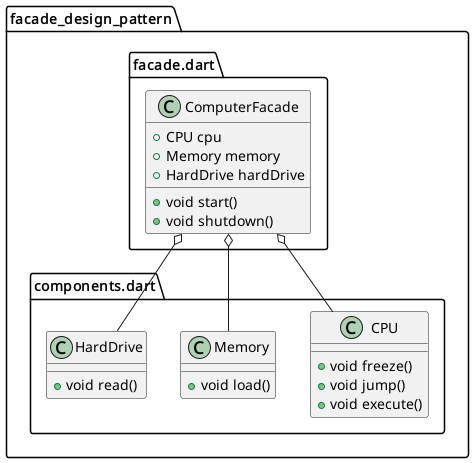 facade_design_pattern
facade.dart
C ComputerFacade
CPU cpu
Memory memory
HardDrive hardDrive
void start()
void shutdown()
components.dart
C HardDrive
void read()
C Memory
void load()
C CPU
void freeze()
void jump()
void execute()